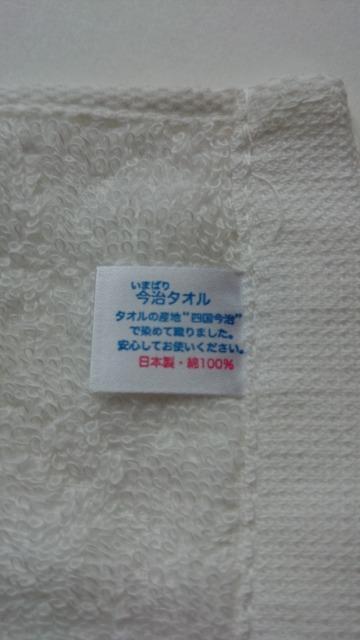 いまばり
今治タオル
タオルの産地"四国今治"
で染めて織りました。
安心してお使いください。
日本製・綿100%